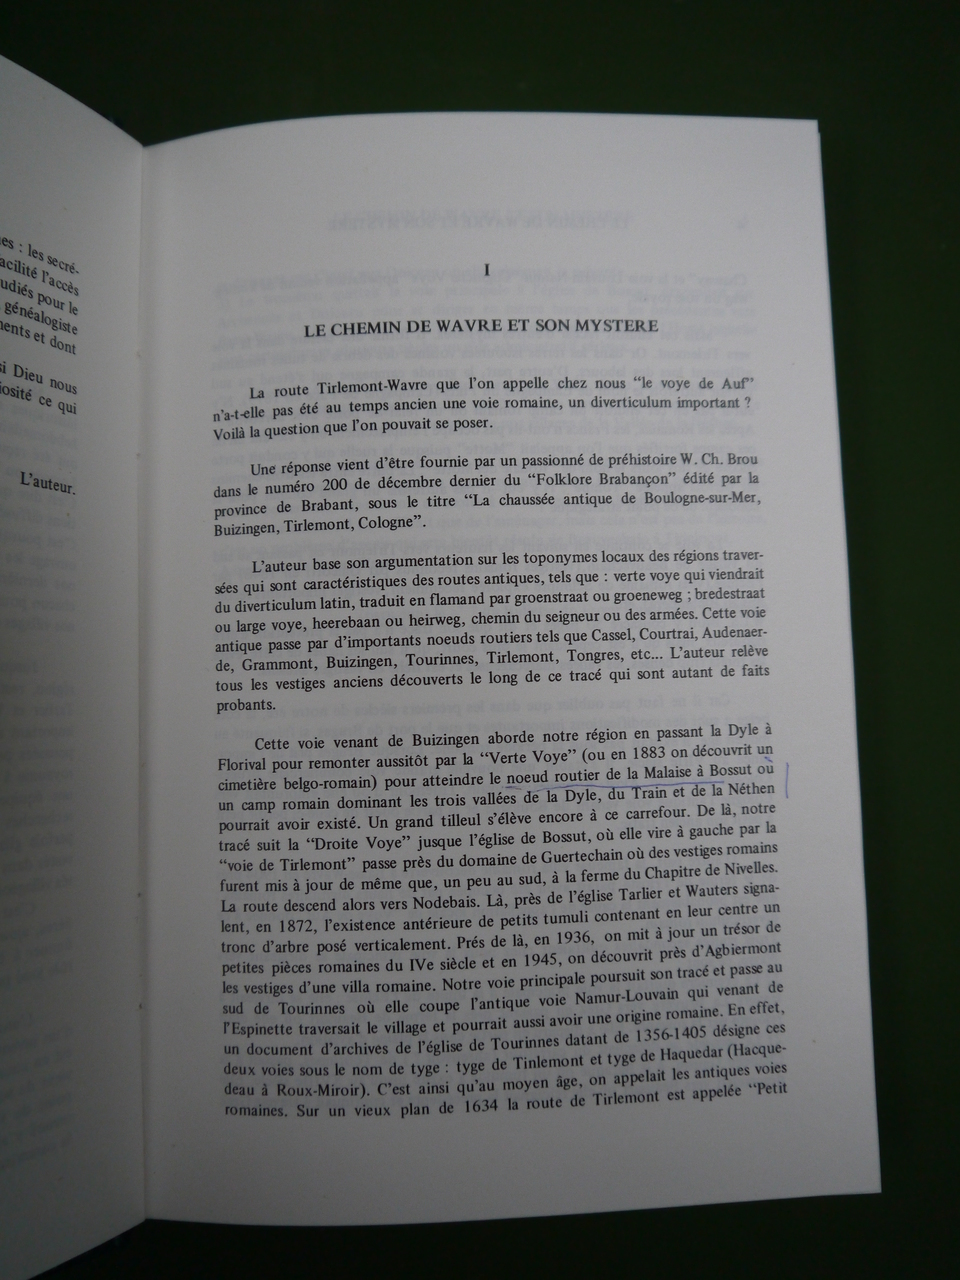 es : les secré-
acilité l'accès
udiés pour le
généalogiste
ments et dont
si Dieu nous
iosité ce qui
L'auteur.
I
LE CHEMIN DE WAVRE ET SON MYSTERE
La route Tirlemont-Wavre que l'on appelle chez nous “le voye de Auf”
n'a-t-elle pas été au temps ancien une voie romaine, un diverticulum important ?
Voilà la question que l'on pouvait se poser.
Une réponse vient d'être fournie par un passionné de préhistoire W. Ch. Brou
dans le numéro 200 de décembre dernier du “Folklore Brabançon” édité par la
province de Brabant, sous le titre “La chaussée antique de Boulogne-sur-Mer,
Buizingen, Tirlemont, Cologne”.
L'auteur base son argumentation sur les toponymes locaux des régions traver-
sées qui sont caractéristiques des routes antiques, tels que : verte voye qui viendrait
du diverticulum latin, traduit en flamand par groenstraat ou groeneweg ; bredestraat
ou large voye, heerebaan ou heirweg, chemin du seigneur ou des armées. Cette voie
antique passe par d'importants noeuds routiers tels que Cassel, Courtrai, Audenaer-
de, Grammont, Buizingen, Tourinnes, Tirlemont, Tongres, etc... L'auteur relève
tous les vestiges anciens découverts le long de ce tracé qui sont autant de faits
probants.
Cette voie venant de Buizingen aborde notre région en passant la Dyle à
Florival pour remonter aussitôt par la “Verte Voye” (ou en 1883 on découvrit un
cimetière belgo-romain) pour atteindre le noeud routier de la Malaise à Bossut où
un camp romain dominant les trois vallées de la Dyle, du Train et de la Néthen
pourrait avoir existé. Un grand tilleul s'élève encore à ce carrefour. De là, notre
tracé suit la “Droite Voye” jusque l'église de Bossut, où elle vire à gauche par la
“voie de Tirlemont” passe près du domaine de Guertechain où des vestiges romains
furent mis à jour de même que, un peu au sud, à la ferme du Chapitre de Nivelles.
La route descend alors vers Nodebais. Là, près de l'église Tarlier et Wauters signa-
lent, en 1872, l'existence antérieure de petits tumuli contenant en leur centre un
tronc d'arbre posé verticalement. Prés de là, en 1936, on mit à jour un trésor de
petites pièces romaines du IVe siècle et en 1945, on découvrit près d'Agbiermont
les vestiges d'une villa romaine. Notre voie principale poursuit son tracé et passe au
sud de Tourinnes où elle coupe l'antique voie Namur-Louvain qui venant de
l'Espinette traversait le village et pourrait aussi avoir une origine romaine. En effet,
un document d'archives de l'église de Tourinnes datant de 1356-1405 désigne ces
deux voies sous le nom de tyge : tyge de Tinlemont et tyge de Haquedar (Hacque-
deau à Roux-Miroir). C'est ainsi qu'au moyen âge, on appelait les antiques voies
romaines. Sur un vieux plan de 1634 la route de Tirlemont est appelée “Petit